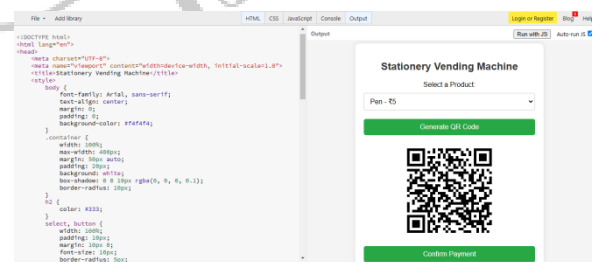 File Add library HTML CSS JavaScript Console Output Login or Register Blog Help
Output Run with JS Auto-run JS
<!DOCTYPE html>
<html lang="en">
<head>
<meta charset="UTF-8">
<meta name="viewport" content="width=device-width, initial-scale=1.0">
<title>Stationery Vending Machine</title>
<style>
body {
font-family: Arial, sans-serif;
text-align: center;
margin: 0;
padding: 0;
background-color: #f4f4f4;
}
.container {
width: 100%;
max-width: 400px;
margin: 50px auto;
padding: 20px;
background: white;
box-shadow: 0 0 10px rgba(0, 0, 0, 0.1);
border-radius: 10px;
}
h2 {
color: #333;
}
select, button {
width: 100%;
padding: 10px;
margin: 10px 0;
font-size: 16px;
border-radius: 5px;
Stationery Vending Machine
Select a Product:
Pen - ₹5
Generate QR Code
Confirm Payment